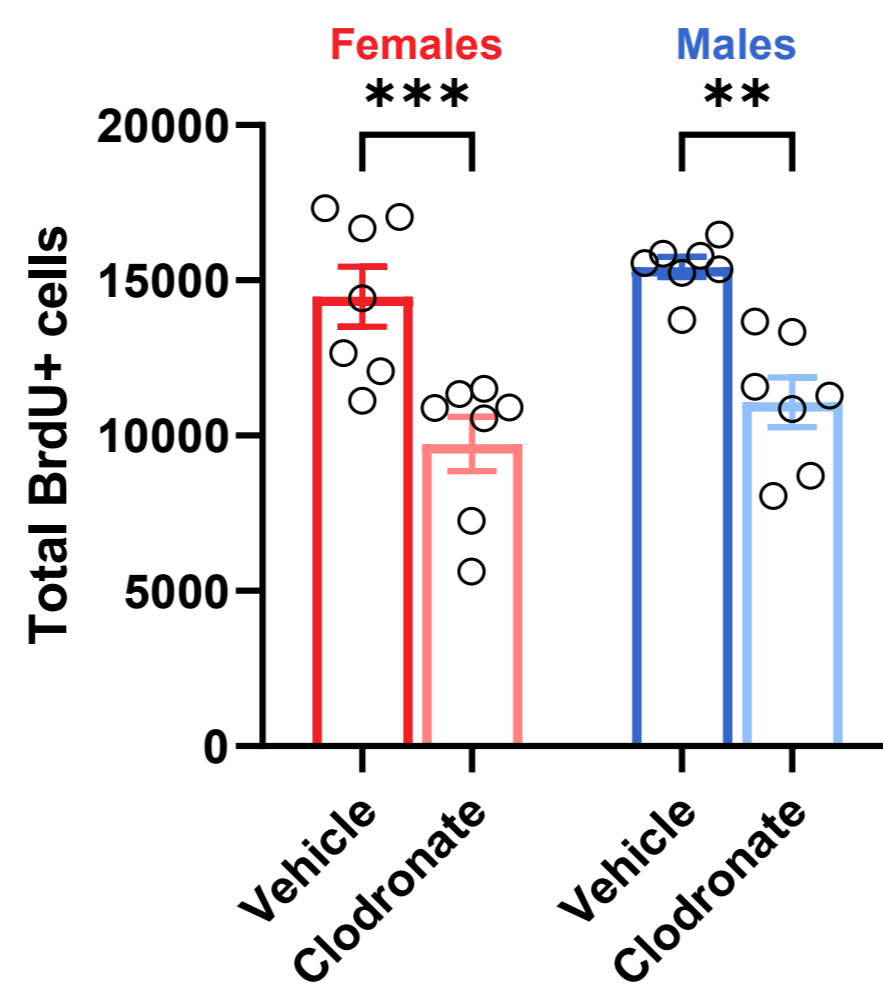 Females Males
*** **
Total BrdU+ cells
20000
15000
10000
5000
0
Vehicle Clodronate Vehicle Clodronate